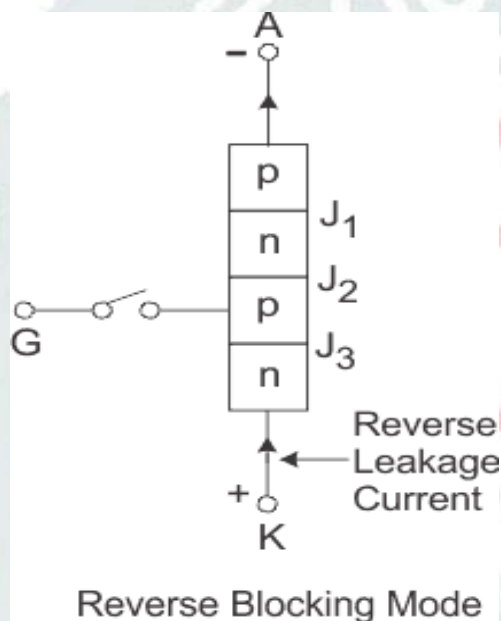 A
-
p
J1
n
J2
p
G
J3
n
Reverse
Leakage
Current
+
K
Reverse Blocking Mode